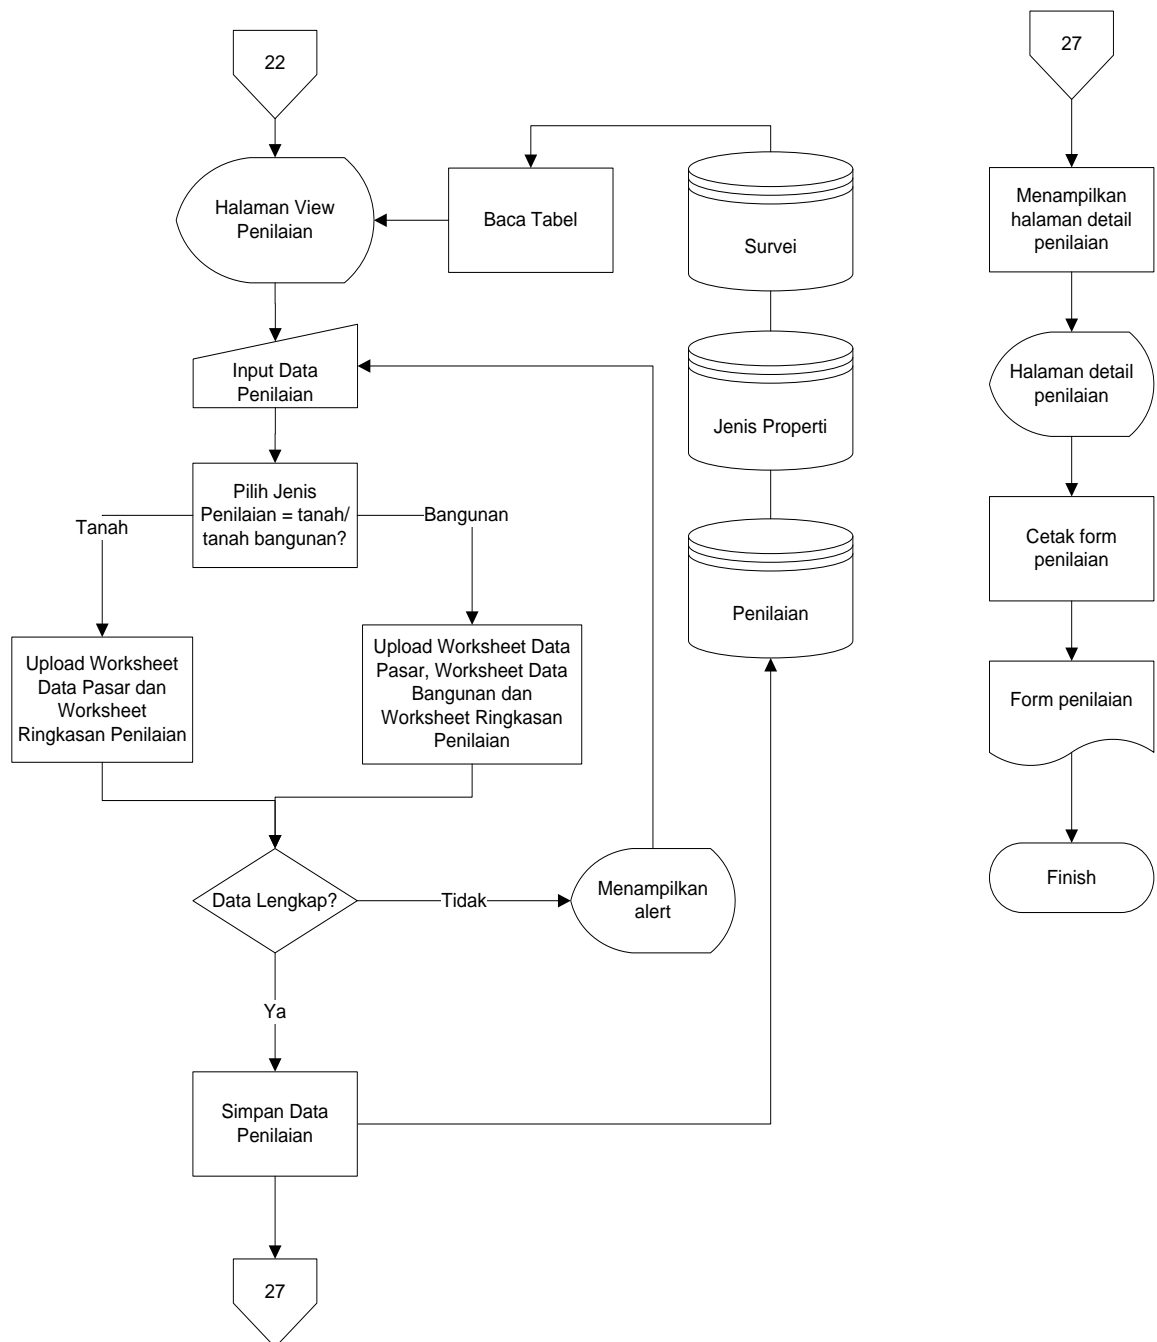 22
Halaman View
Penilaian
Baca Tabel
Survei
Input Data
Penilaian
Jenis Properti
Pilih Jenis
Penilaian = tanah/
tanah bangunan?
Tanah
Bangunan
Penilaian
Upload Worksheet
Data Pasar dan
Worksheet
Ringkasan Penilaian
Upload Worksheet Data
Pasar, Worksheet Data
Bangunan dan
Worksheet Ringkasan
Penilaian
Data Lengkap?
Tidak
Menampilkan
alert
Ya
Simpan Data
Penilaian
27
27
Menampilkan
halaman detail
penilaian
Halaman detail
penilaian
Cetak form
penilaian
Form penilaian
Finish